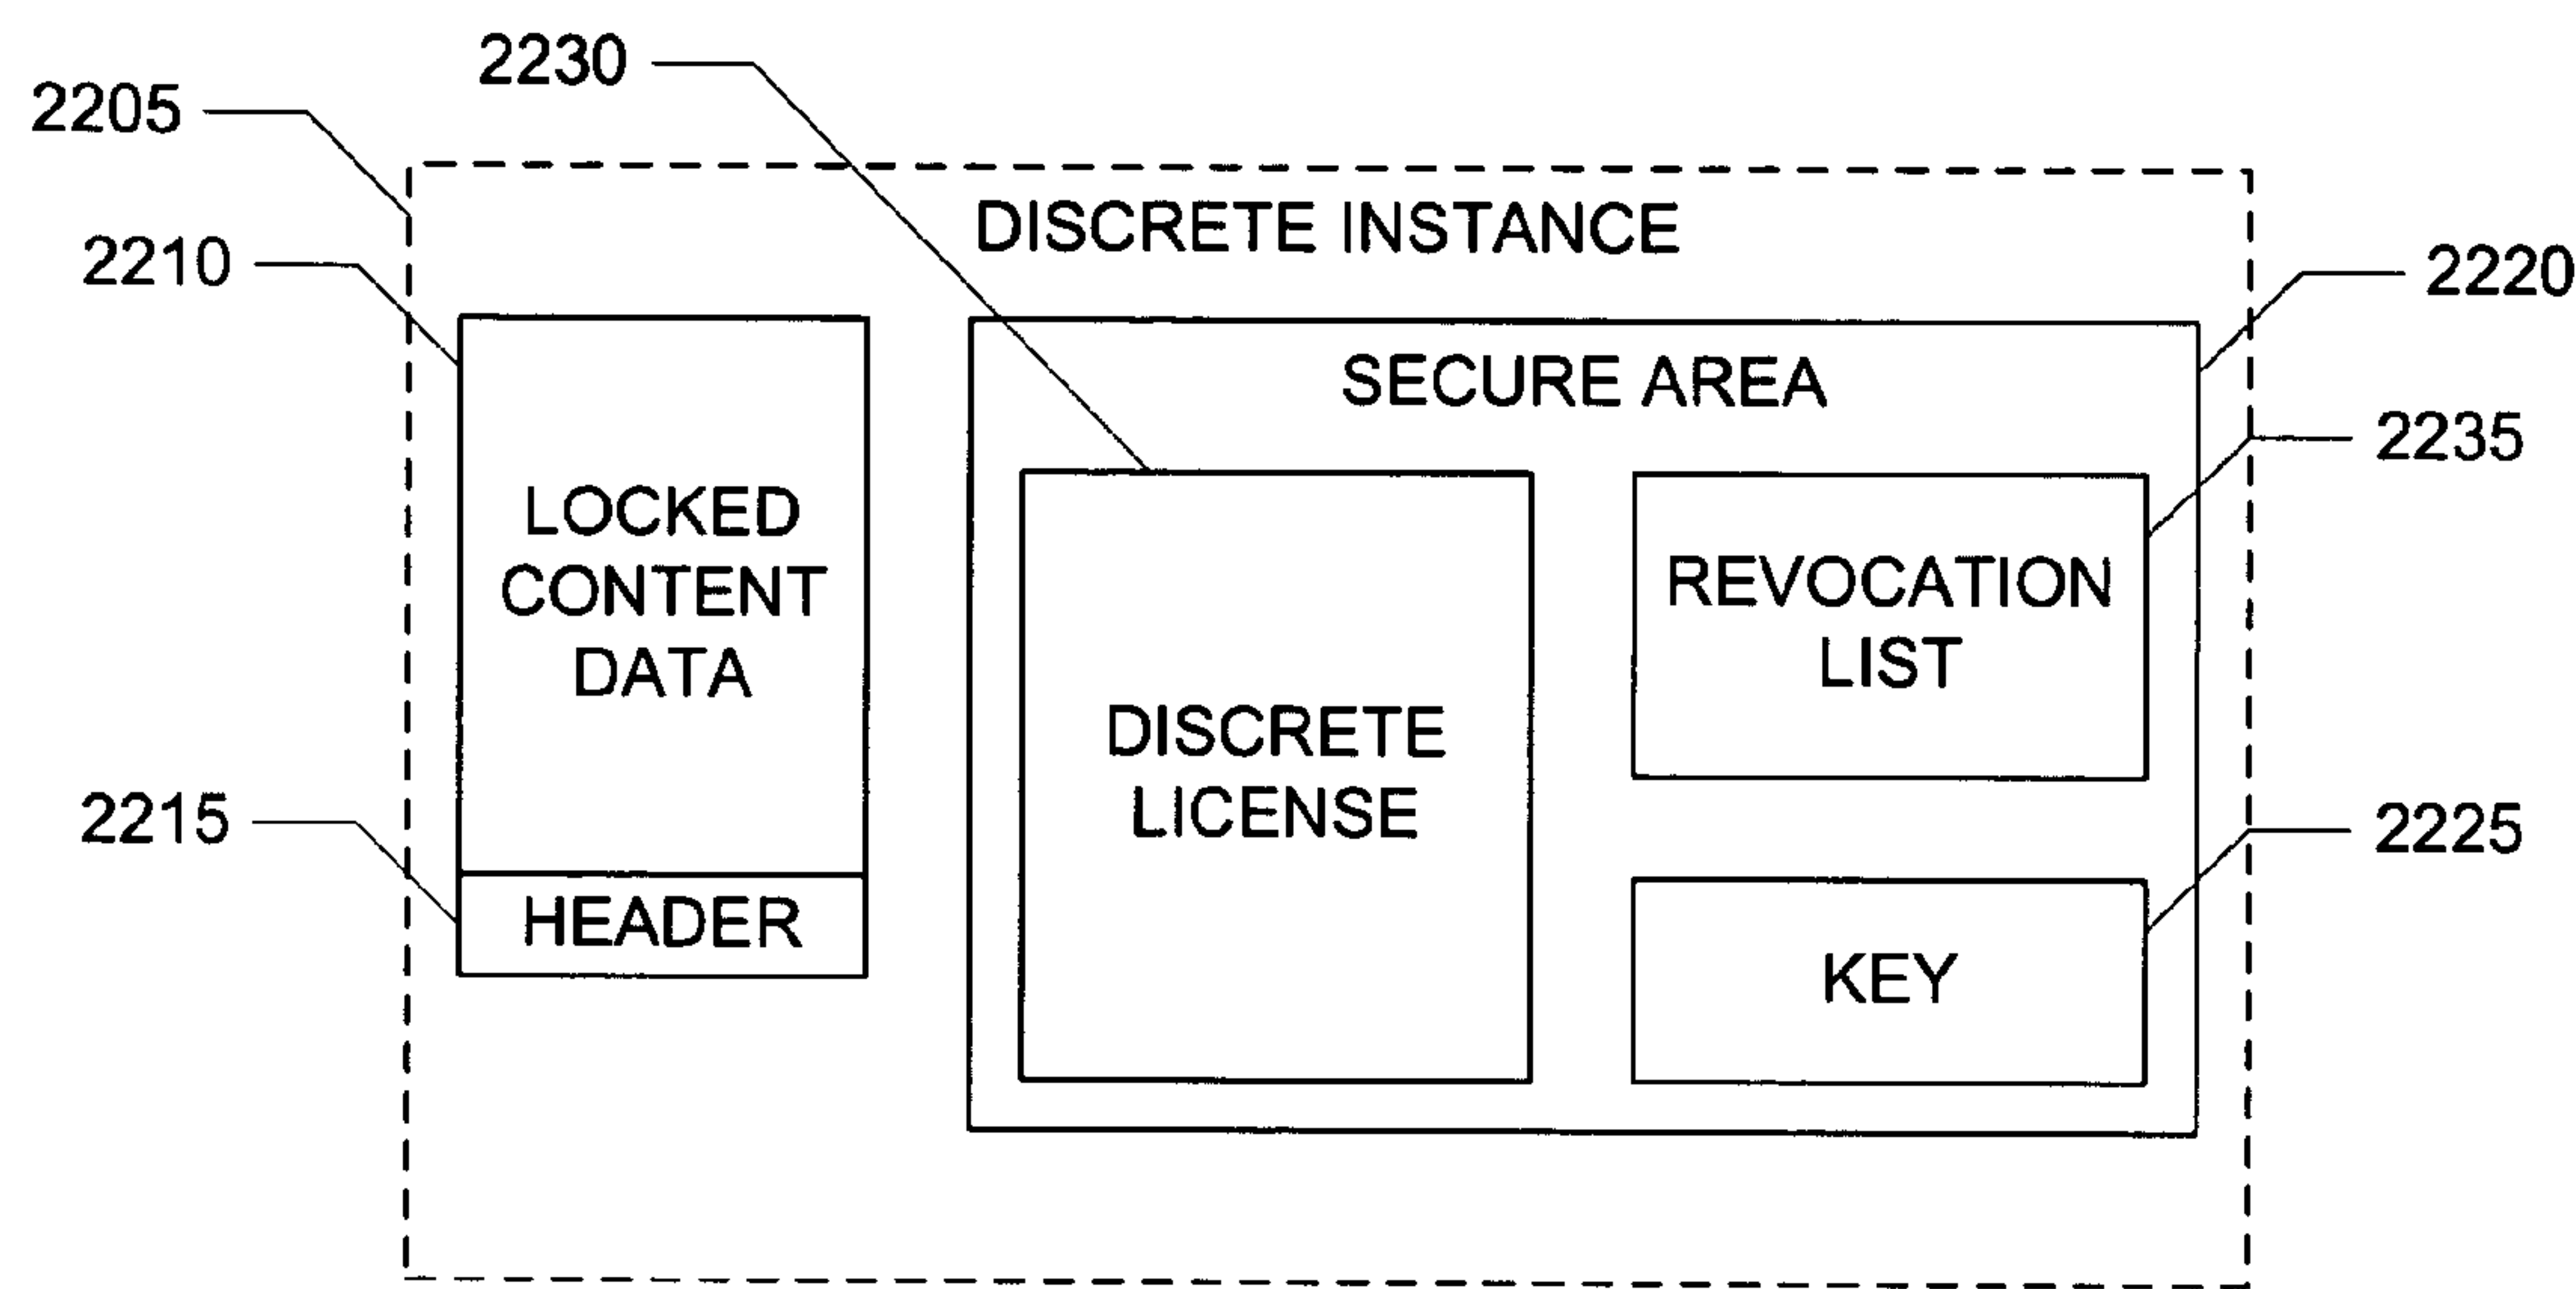 2230
2205
DISCRETE INSTANCE
2210
2220
SECURE AREA
2235
LOCKED
CONTENT
DATA
REVOCATION
LIST
DISCRETE
LICENSE
2215
2225
HEADER
KEY